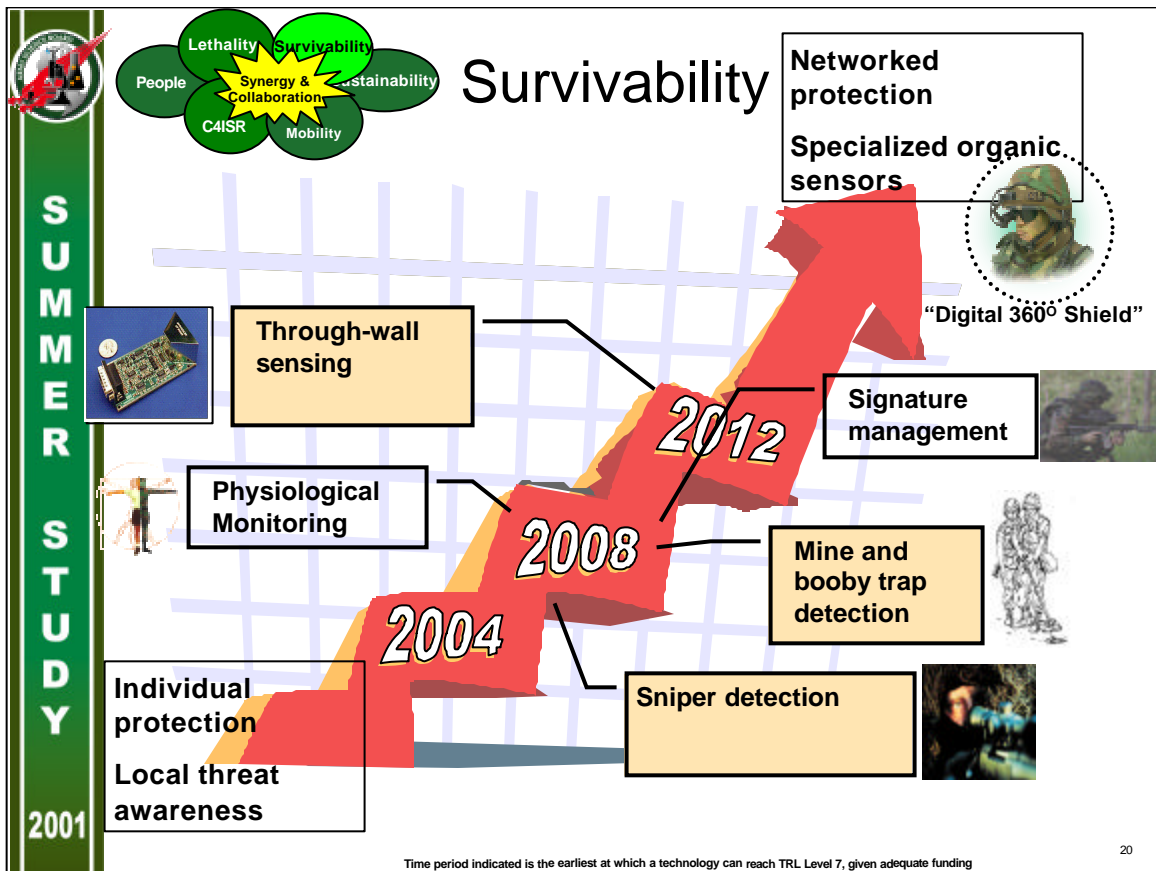 Lethality
Survivability
People
Synergy &
Collaboration
Sustainability
C4ISR
Mobility
Survivability
Networked
protection
Specialized organic
sensors
“Digital 360O Shield”
SUMMER STUDY
2001
Through-wall
sensing
2012
Signature
management
Physiological
Monitoring
2008
Mine and
booby trap
detection
2004
Individual
protection
Local threat
awareness
Sniper detection
Time period indicated is the earliest at which a technology can reach TRL Level 7, given adequate funding
20